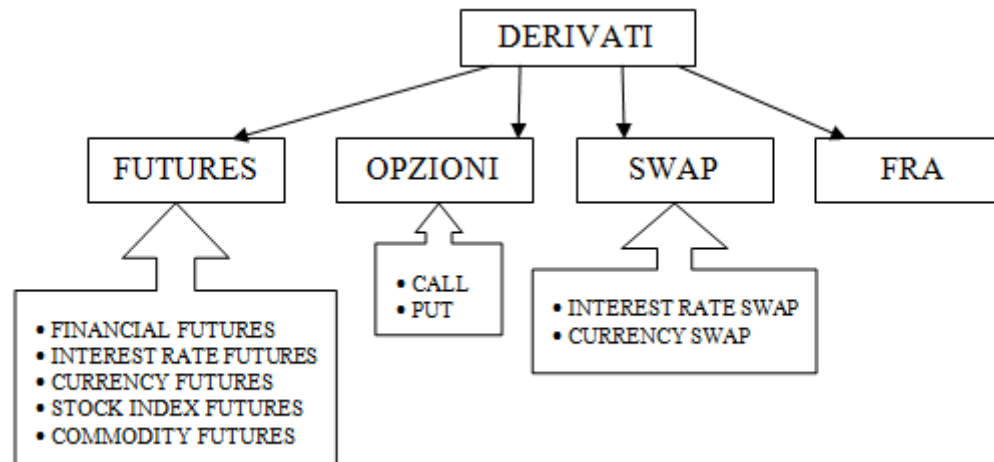 DERIVATI
FUTURES
OPZIONI
SWAP
FRA
• CALL
• PUT
• INTEREST RATE SWAP
• CURRENCY SWAP
• FINANCIAL FUTURES
• INTEREST RATE FUTURES
• CURRENCY FUTURES
• STOCK INDEX FUTURES
• COMMODITY FUTURES